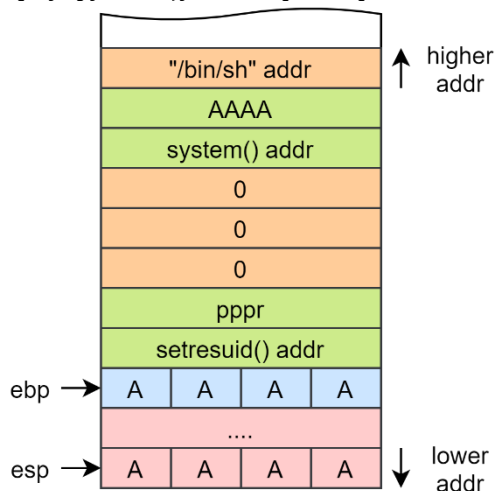 "/bin/sh" addr
higher
addr
AAAA
system() addr
0
0
0
pppr
setresuid() addr
ebp
A A A A
....
esp
A A A A
lower
addr